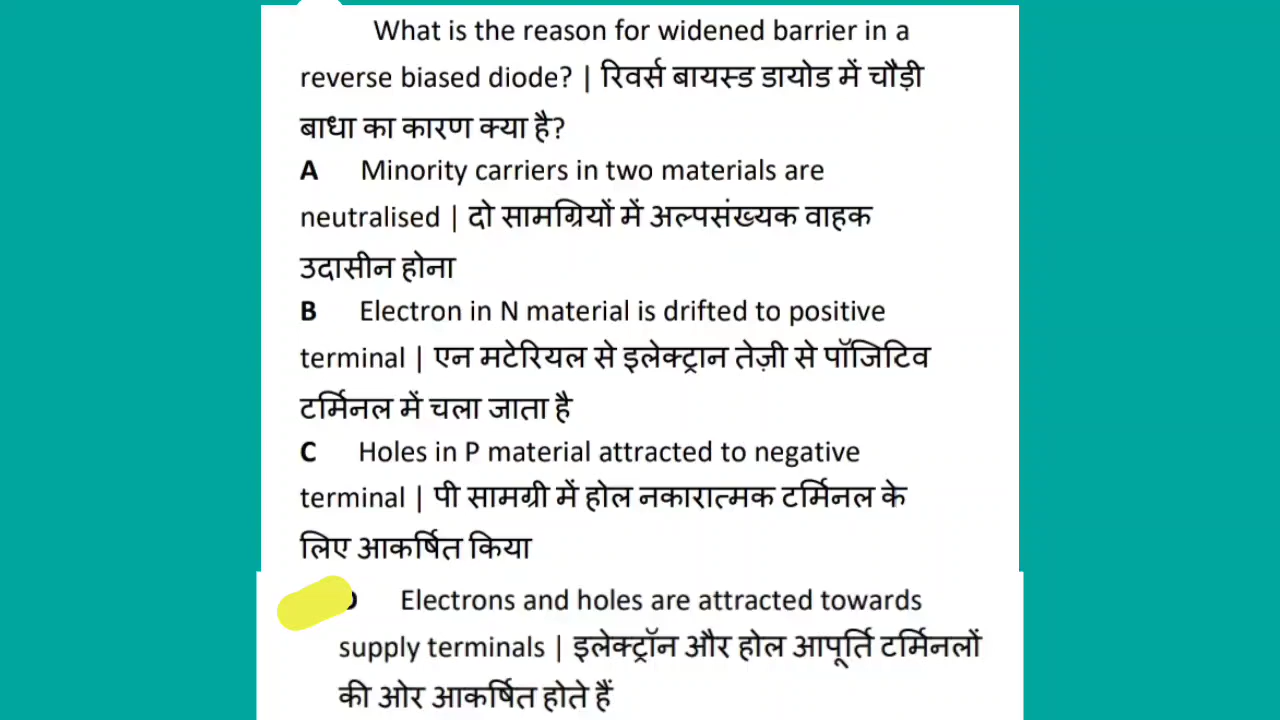 What is the reason for widened barrier in a
reverse biased diode? | रिवर्स बायस्ड डायोड में चौड़ी
बाधा का कारण क्या है?
A Minority carriers in two materials are
neutralised | दो सामग्रियों में अल्पसंख्यक वाहक
उदासीन होना
B Electron in N material is drifted to positive
terminal | एन मटेरियल से इलेक्ट्रान तेज़ी से पॉजिटिव
टर्मिनल में चला जाता है
C Holes in P material attracted to negative
terminal | पी सामग्री में होल नकारात्मक टर्मिनल के
लिए आकर्षित किया
Electrons and holes are attracted towards
supply terminals | इलेक्ट्रॉन और होल आपूर्ति टर्मिनलों
की ओर आकर्षित होते हैं